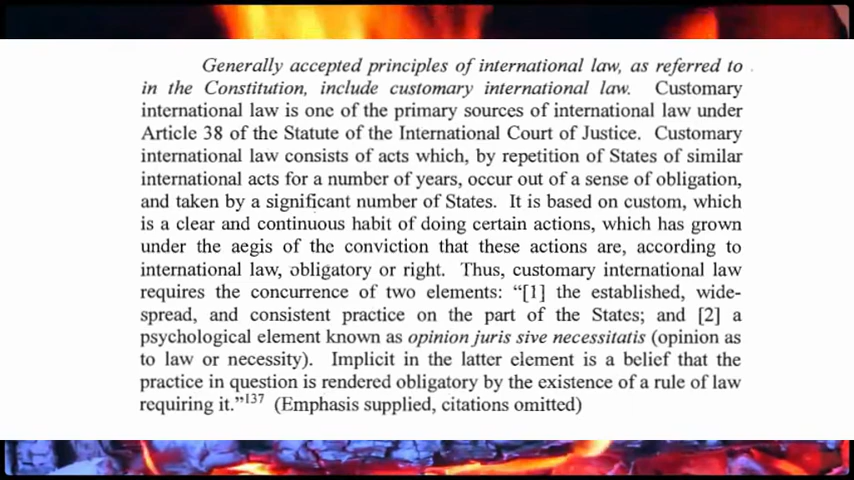 Generally accepted principles of international law, as referred to
in the Constitution, include customary international law. Customary
international law is one of the primary sources of international law under
Article 38 of the Statute of the International Court of Justice. Customary
international law consists of acts which, by repetition of States of similar
international acts for a number of years, occur out of a sense of obligation,
and taken by a significant number of States. It is based on custom, which
is a clear and continuous habit of doing certain actions, which has grown
under the aegis of the conviction that these actions are, according to
international law, obligatory or right. Thus, customary international law
requires the concurrence of two elements: “[1] the established, wide-
spread, and consistent practice on the part of the States; and [2] a
psychological element known as opinion juris sive necessitatis (opinion as
to law or necessity). Implicit in the latter element is a belief that the
practice in question is rendered obligatory by the existence of a rule of law
requiring it.”137 (Emphasis supplied, citations omitted)